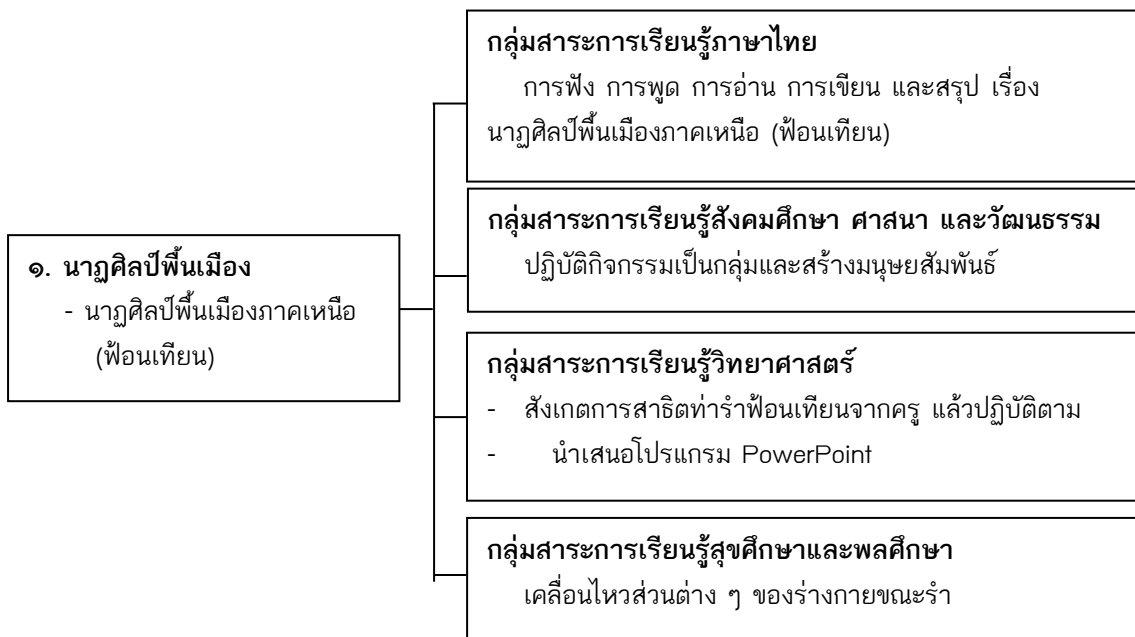 กลุ่มสาระการเรียนรู้ภาษาไทย
การฟัง การพูด การอ่าน การเขียน และสรุป เรื่อง
นาฏศิลป์พื้นเมืองภาคเหนือ (ฟ้อนเทียน)
กลุ่มสาระการเรียนรู้สังคมศึกษา ศาสนา และวัฒนธรรม
ปฏิบัติกิจกรรมเป็นกลุ่มและสร้างมนุษยสัมพันธ์
๑. นาฏศิลป์พื้นเมือง
- นาฏศิลป์พื้นเมืองภาคเหนือ
(ฟ้อนเทียน)
กลุ่มสาระการเรียนรู้วิทยาศาสตร์
- สังเกตการสาธิตท่ารำฟ้อนเทียนจากครู แล้วปฏิบัติตาม
- นำเสนอโปรแกรม PowerPoint
กลุ่มสาระการเรียนรู้สุขศึกษาและพลศึกษา
เคลื่อนไหวส่วนต่าง ๆ ของร่างกายขณะรำ